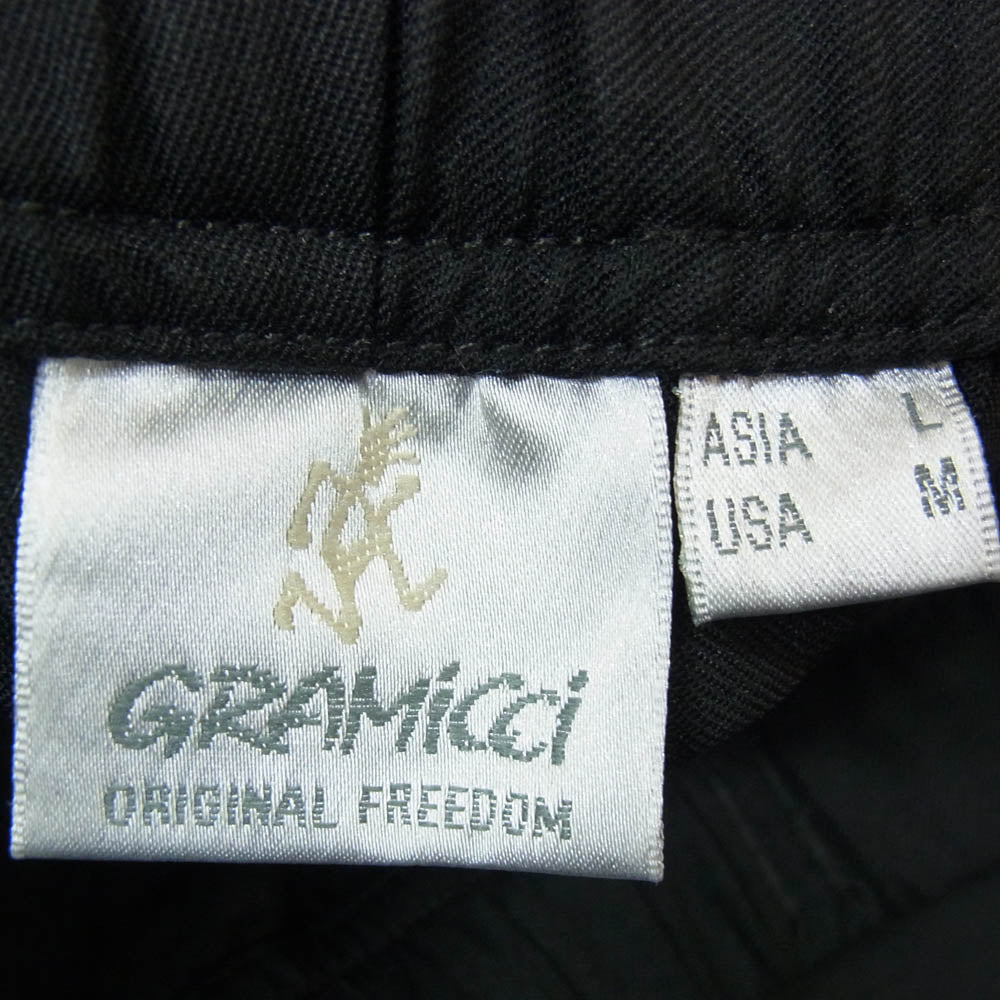 GRAMiCCi
ORIGINAL FREEDOM
ASIA L
USA M